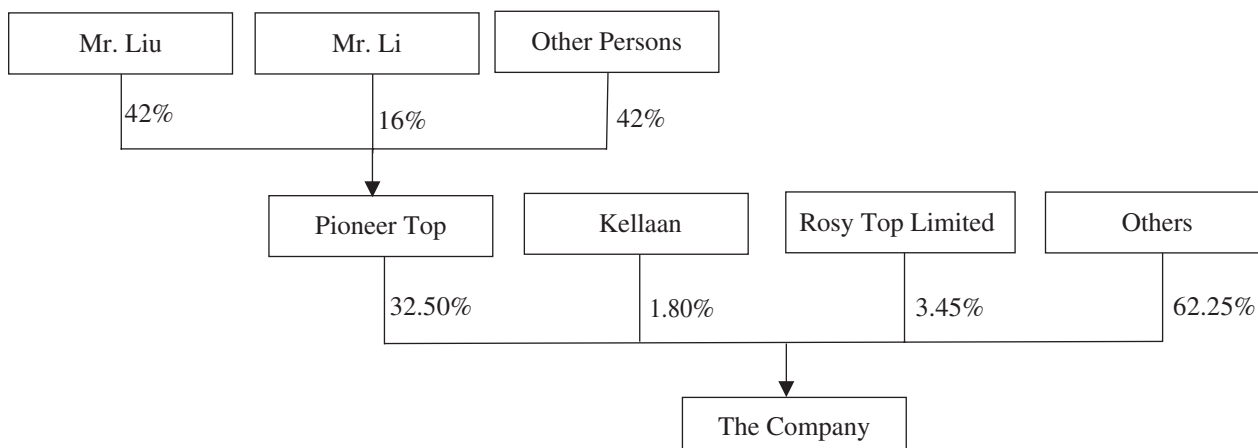 Mr. Liu
Mr. Li
Other Persons
42%
16%
42%
Pioneer Top
Kellaan
Rosy Top Limited
Others
32.50%
1.80%
3.45%
62.25%
The Company